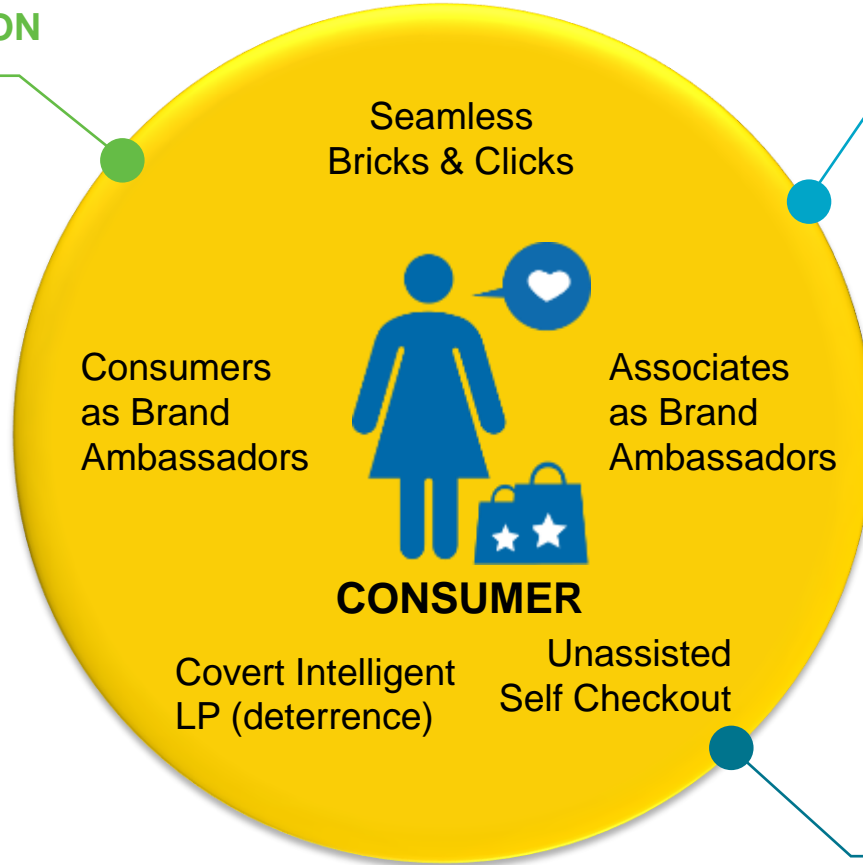 ON
Seamless
Bricks & Clicks
Consumers
as Brand
Ambassadors
Associates
as Brand
Ambassadors
CONSUMER
Covert Intelligent
LP (deterrence)
Unassisted
Self Checkout